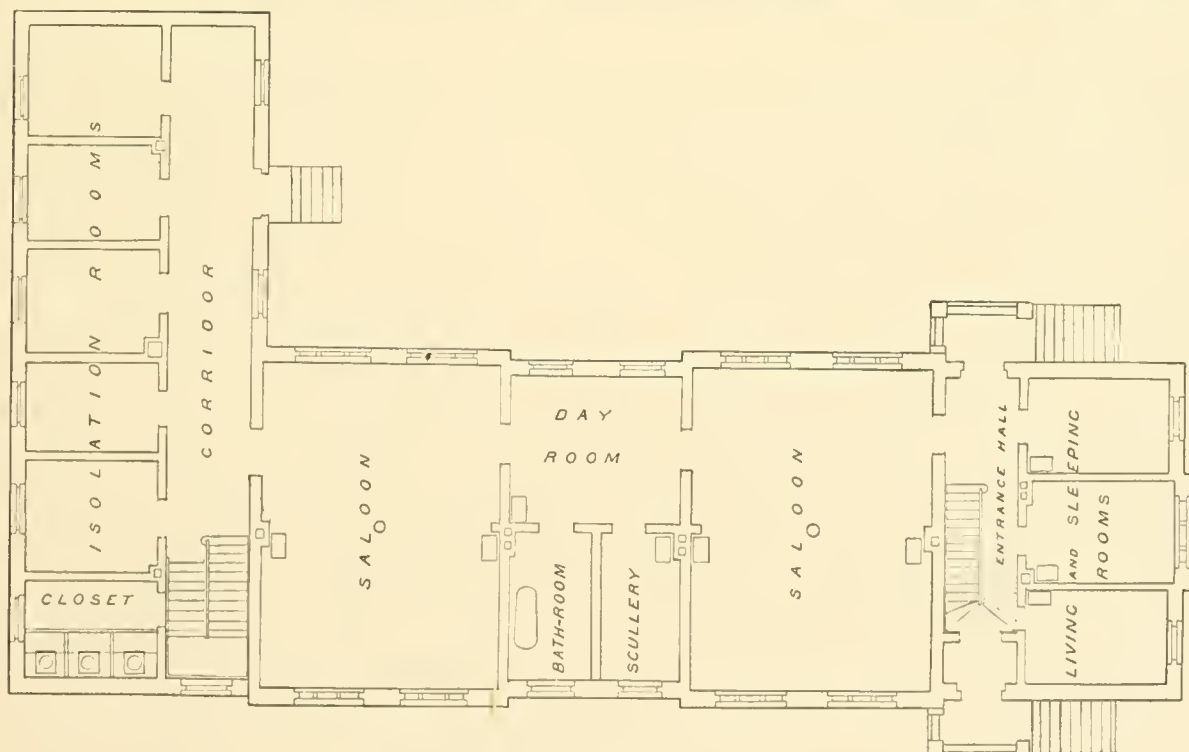 ISOLATION ROOMS
CORRIDOR
CLOSET
SALOON
DAY
ROOM
BATH-ROOM
SCULLERY
SALOON
ENTRANCE HALL
LIVING AND SLEEPING
ROOMS